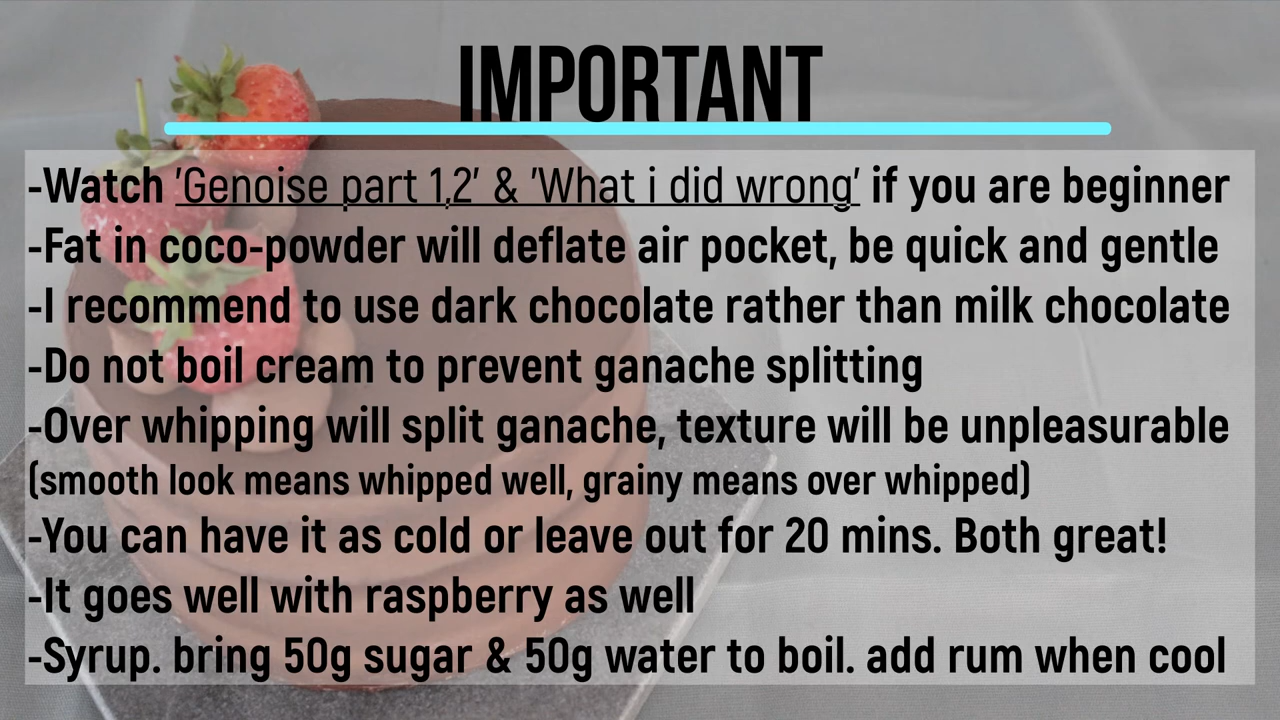 IMPORTANT
-Watch 'Genoise part 1,2' & 'What i did wrong' if you are beginner
-Fat in coco-powder will deflate air pocket, be quick and gentle
-I recommend to use dark chocolate rather than milk chocolate
-Do not boil cream to prevent ganache splitting
-Over whipping will split ganache, texture will be unpleasurable
(smooth look means whipped well, grainy means over whipped)
-You can have it as cold or leave out for 20 mins. Both great!
-It goes well with raspberry as well
-Syrup. bring 50g sugar & 50g water to boil. add rum when cool